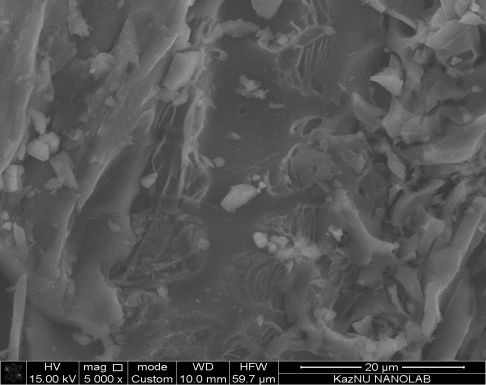 HV mag □ mode WD HFW 20 µm
15.00 kV 5 000 x Custom 10.0 mm 59.7 µm KazNU NANOLAB